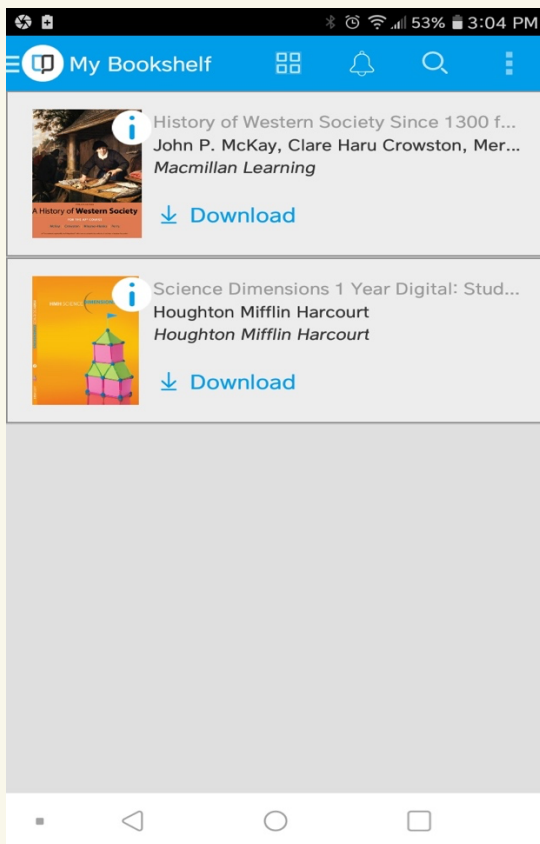 53% 3:04 PM
My Bookshelf
History of Western Society Since 1300 f...
John P. McKay, Clare Haru Crowston, Mer...
Macmillan Learning
A History of Western Society
Download
Science Dimensions 1 Year Digital: Stud...
Houghton Mifflin Harcourt
Houghton Mifflin Harcourt
Download